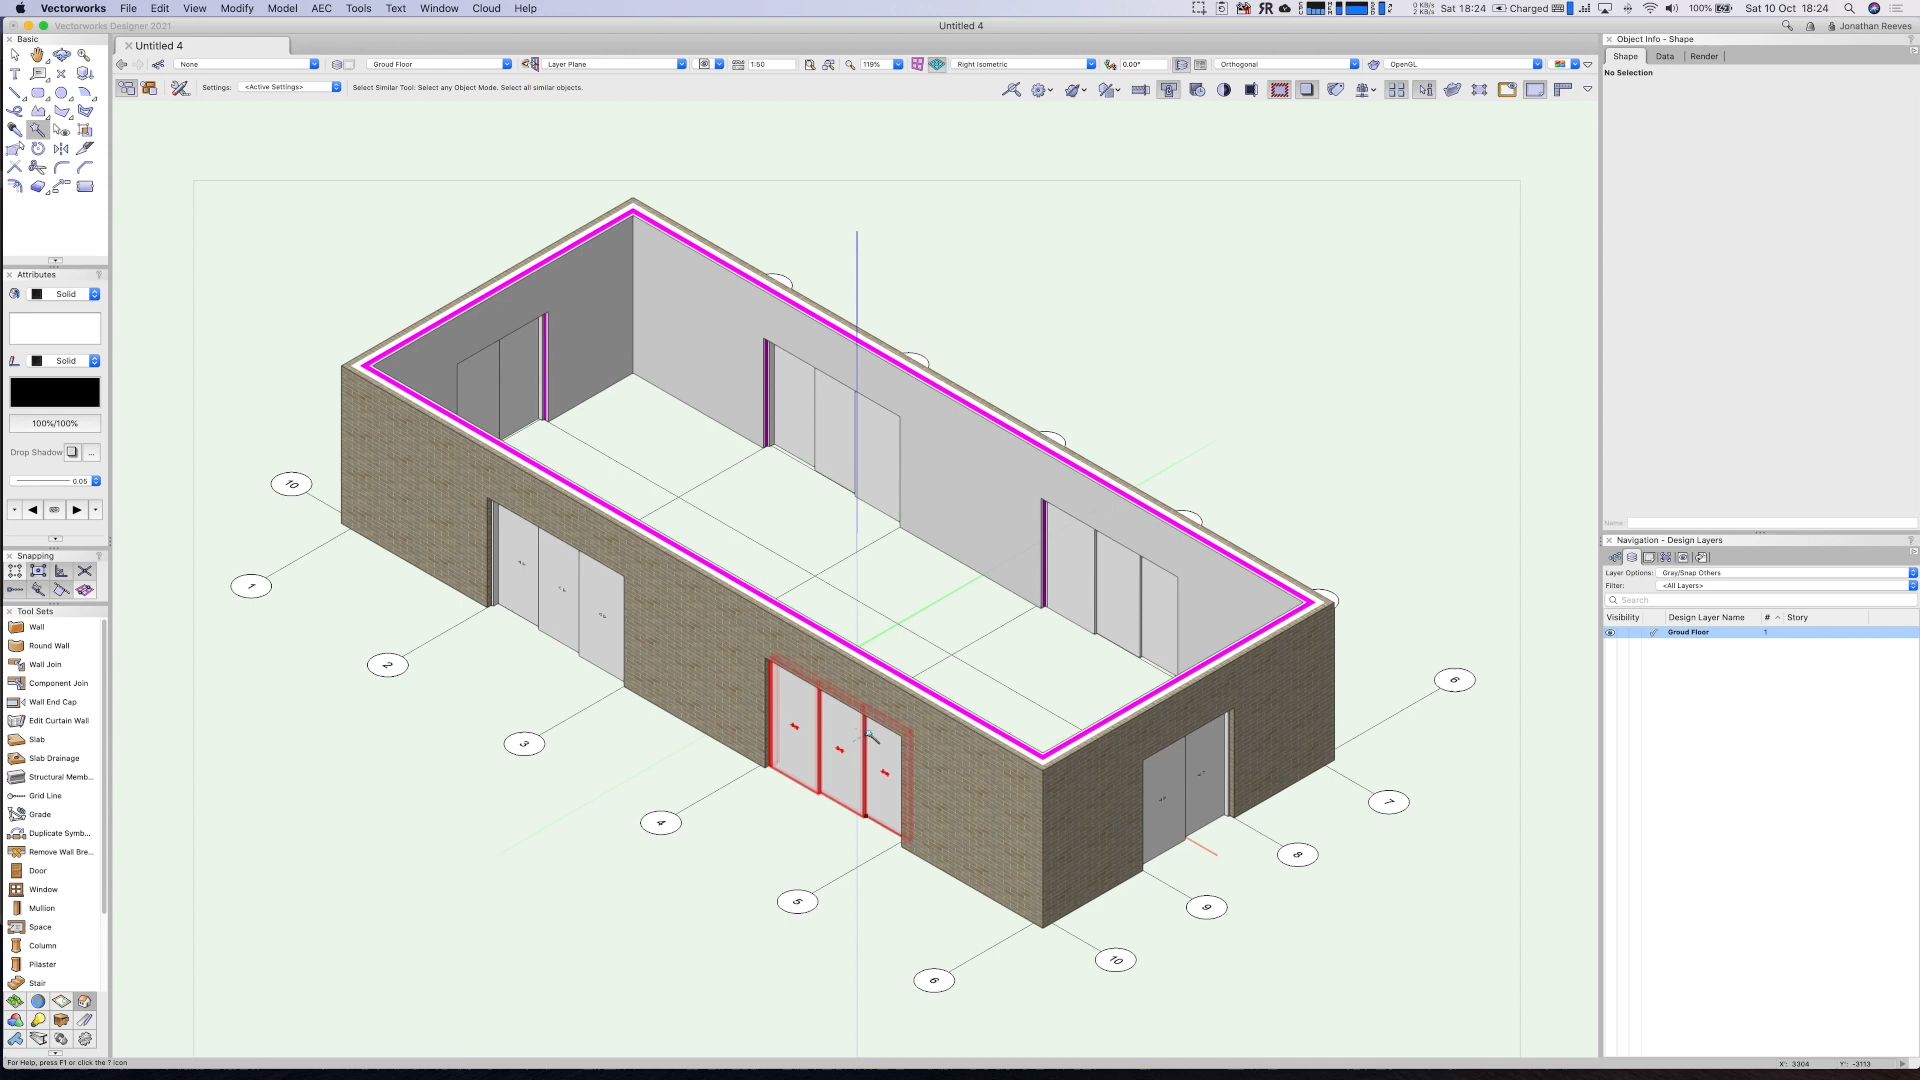 Vectorworks File Edit View Modify Model AEC Tools Text Window Cloud Help
0 KB/s
2 KB/s
Sat 18:24 Charged 100% Sat 10 Oct 18:24
Vectorworks Designer 2021
Untitled 4
Jonathan Reeves
Basic
Untitled 4
None
Groud Floor
Layer Plane
1:50
119%
Right Isometric
0.00°
Orthogonal
OpenGL
Settings: <Active Settings>
Select Similar Tool: Select any Object Mode. Select all similar objects.
Attributes
Solid
Solid
100%/100%
Drop Shadow
...
0.05
Snapping
Tool Sets
Wall
Round Wall
Wall Join
Component Join
Wall End Cap
Edit Curtain Wall
Slab
Slab Drainage
Structural Memb...
Grid Line
Grade
Duplicate Symb...
Remove Wall Bre...
Door
Window
Mullion
Space
Column
Pilaster
Stair
10
1
2
3
4
5
6
6
7
8
9
10
Object Info - Shape
Shape
Data
Render
No Selection
Name:
Navigation - Design Layers
Layer Options: Gray/Snap Others
Filter: <All Layers>
Search
Visibility Design Layer Name # Story
Groud Floor 1
For Help, press F1 or click the ? icon
X': 3304 Y': -3113